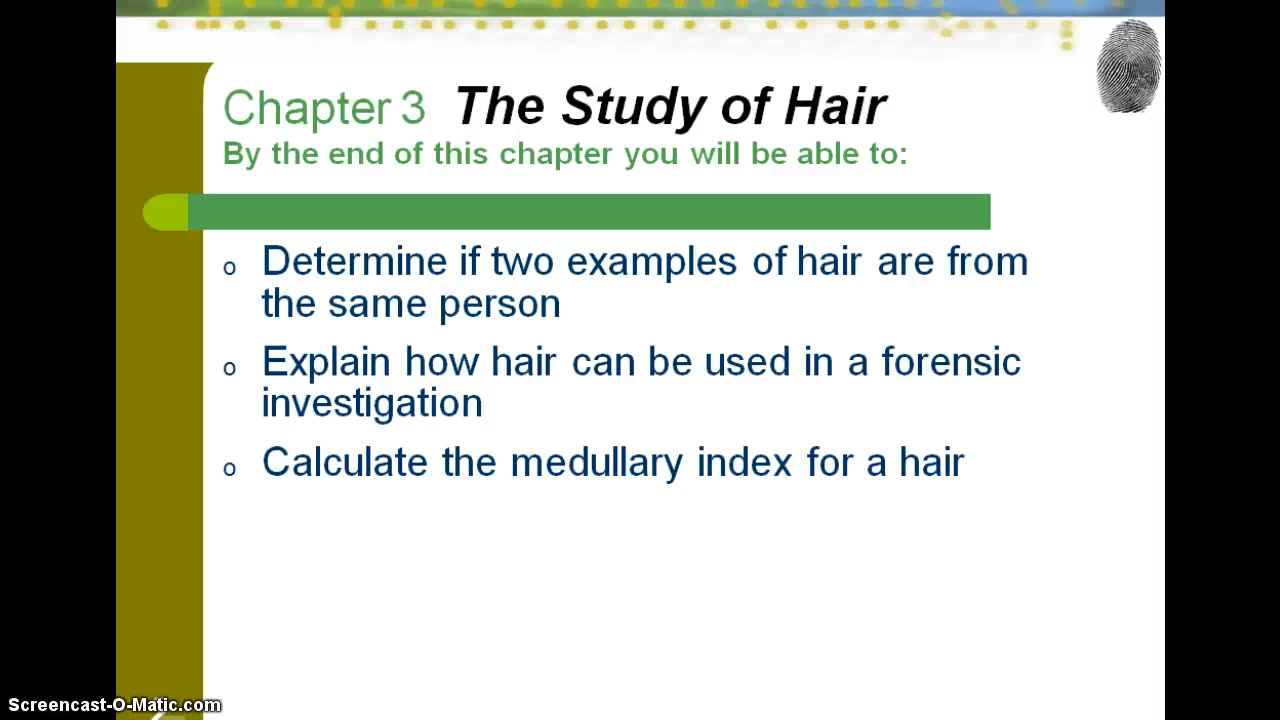 Chapter 3 The Study of Hair
By the end of this chapter you will be able to:
o Determine if two examples of hair are from
the same person
o Explain how hair can be used in a forensic
investigation
o Calculate the medullary index for a hair
Screencast-O-Matic.com